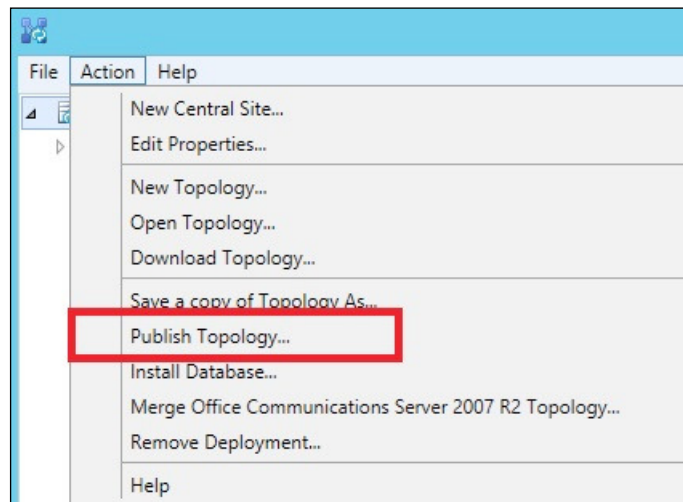 File Action Help
New Central Site...
Edit Properties...
New Topology...
Open Topology...
Download Topology...
Save a copy of Topology As...
Publish Topology...
Install Database...
Merge Office Communications Server 2007 R2 Topology...
Remove Deployment...
Help